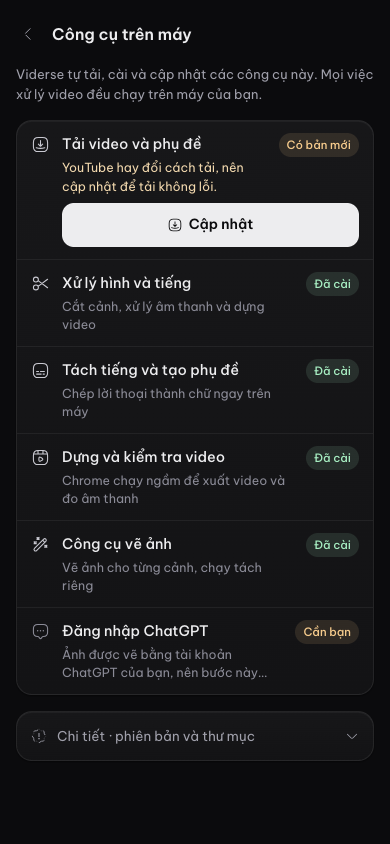 Công cụ trên máy
Viderse tự tải, cài và cập nhật các công cụ này. Mọi việc
xử lý video đều chạy trên máy của bạn.
Tải video và phụ đề
Có bản mới
YouTube hay đổi cách tải, nên
cập nhật để tải không lỗi.
Cập nhật
Xử lý hình và tiếng
Đã cài
Cắt cảnh, xử lý âm thanh và dựng
video
Tách tiếng và tạo phụ đề
Đã cài
Chép lời thoại thành chữ ngay trên
máy
Dựng và kiểm tra video
Đã cài
Chrome chạy ngầm để xuất video và
đo âm thanh
Công cụ vẽ ảnh
Đã cài
Vẽ ảnh cho từng cảnh, chạy tách
riêng
Đăng nhập ChatGPT
Cần bạn
Ảnh được vẽ bằng tài khoản
ChatGPT của bạn, nên bước này...
Chi tiết · phiên bản và thư mục